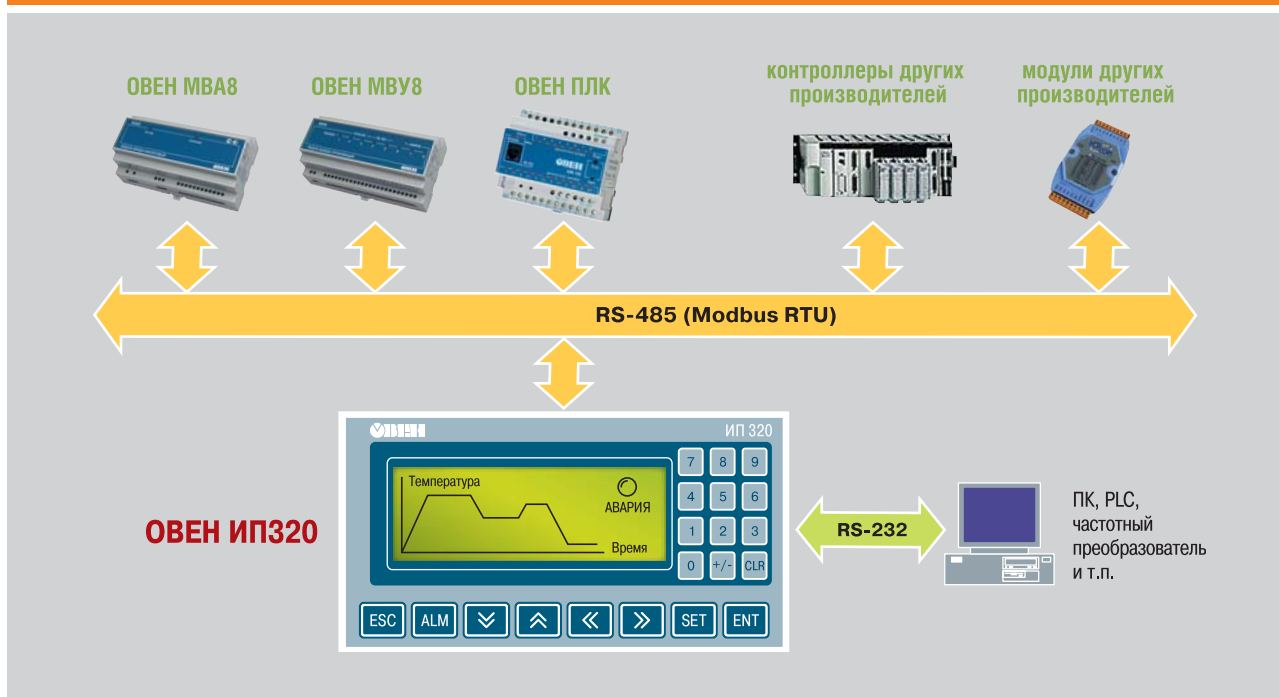 ОВЕН МВА8
ОВЕН МВУ8
ОВЕН ПЛК
контроллеры других
производителей
модули других
производителей
ОВЕН
RS-485 (Modbus RTU)
ОВЕН
ИП 320
Температура
АВАРИЯ
Время
7 8 9
4 5 6
1 2 3
0 +/- CLR
ESC ALM SET ENT
ОВЕН ИП320
RS-232
ПК, PLC,
частотный
преобразователь
и т.п.